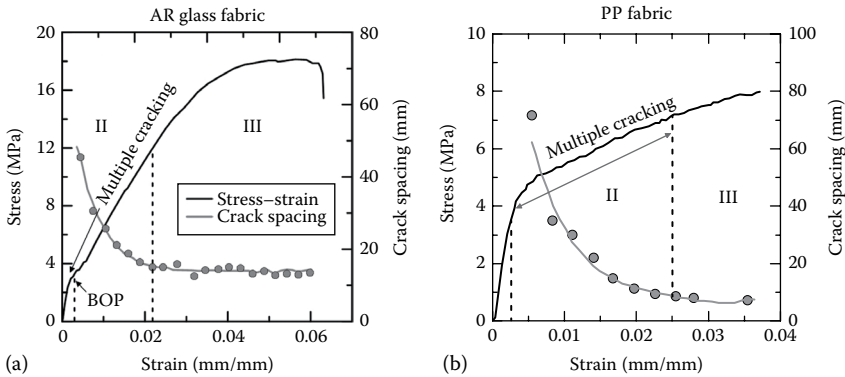 AR glass fabric
20
16
12
8
4
0
Stress (MPa)
0
0.02
0.04
0.06
Strain (mm/mm)
80
60
40
20
0
Crack spacing (mm)
II
Multiple cracking
III
Stress–strain
Crack spacing
BOP
(a)
PP fabric
10
8
6
4
2
0
Stress (MPa)
0
0.01
0.02
0.03
0.04
Strain (mm/mm)
100
80
60
40
20
0
Crack spacing (mm)
Multiple cracking
II
III
(b)